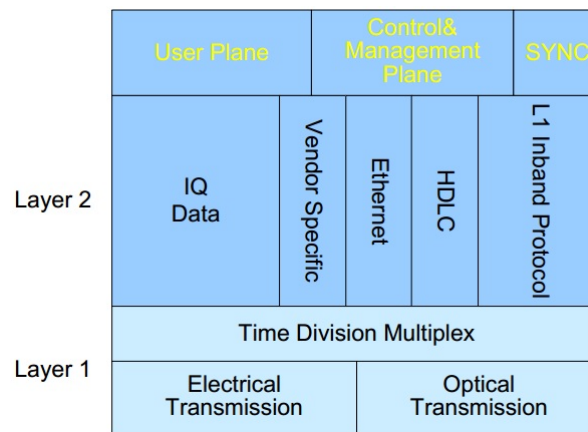 User Plane
Control&
Management
Plane
SYNC
Layer 2
IQ
Data
Vendor Specific
Ethernet
HDLC
L1 Inband Protocol
Time Division Multiplex
Layer 1
Electrical
Transmission
Optical
Transmission